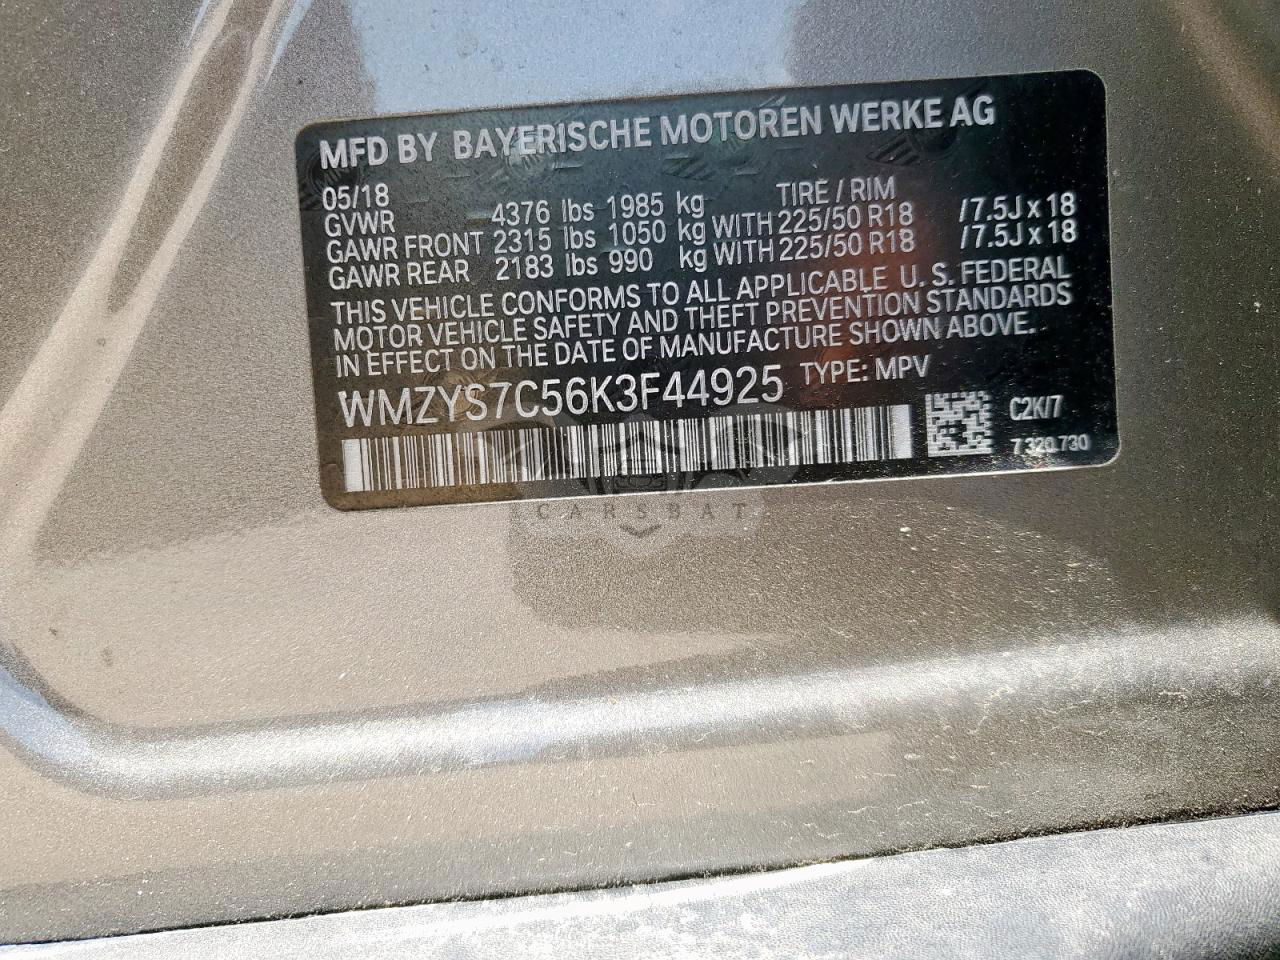 MFD BY BAYERISCHE MOTOREN WERKE AG
05/18 TIRE / RIM
GVWR 4376 lbs 1985 kg
GAWR FRONT 2315 lbs 1050 kg WITH 225/50 R18 /7.5J x 18
GAWR REAR 2183 lbs 990 kg WITH 225/50 R18 /7.5J x 18
THIS VEHICLE CONFORMS TO ALL APPLICABLE U. S. FEDERAL
MOTOR VEHICLE SAFETY AND THEFT PREVENTION STANDARDS
IN EFFECT ON THE DATE OF MANUFACTURE SHOWN ABOVE.
WMZYS7C56K3F44925 TYPE: MPV
C2K/7
7 320 730
CARSBAT